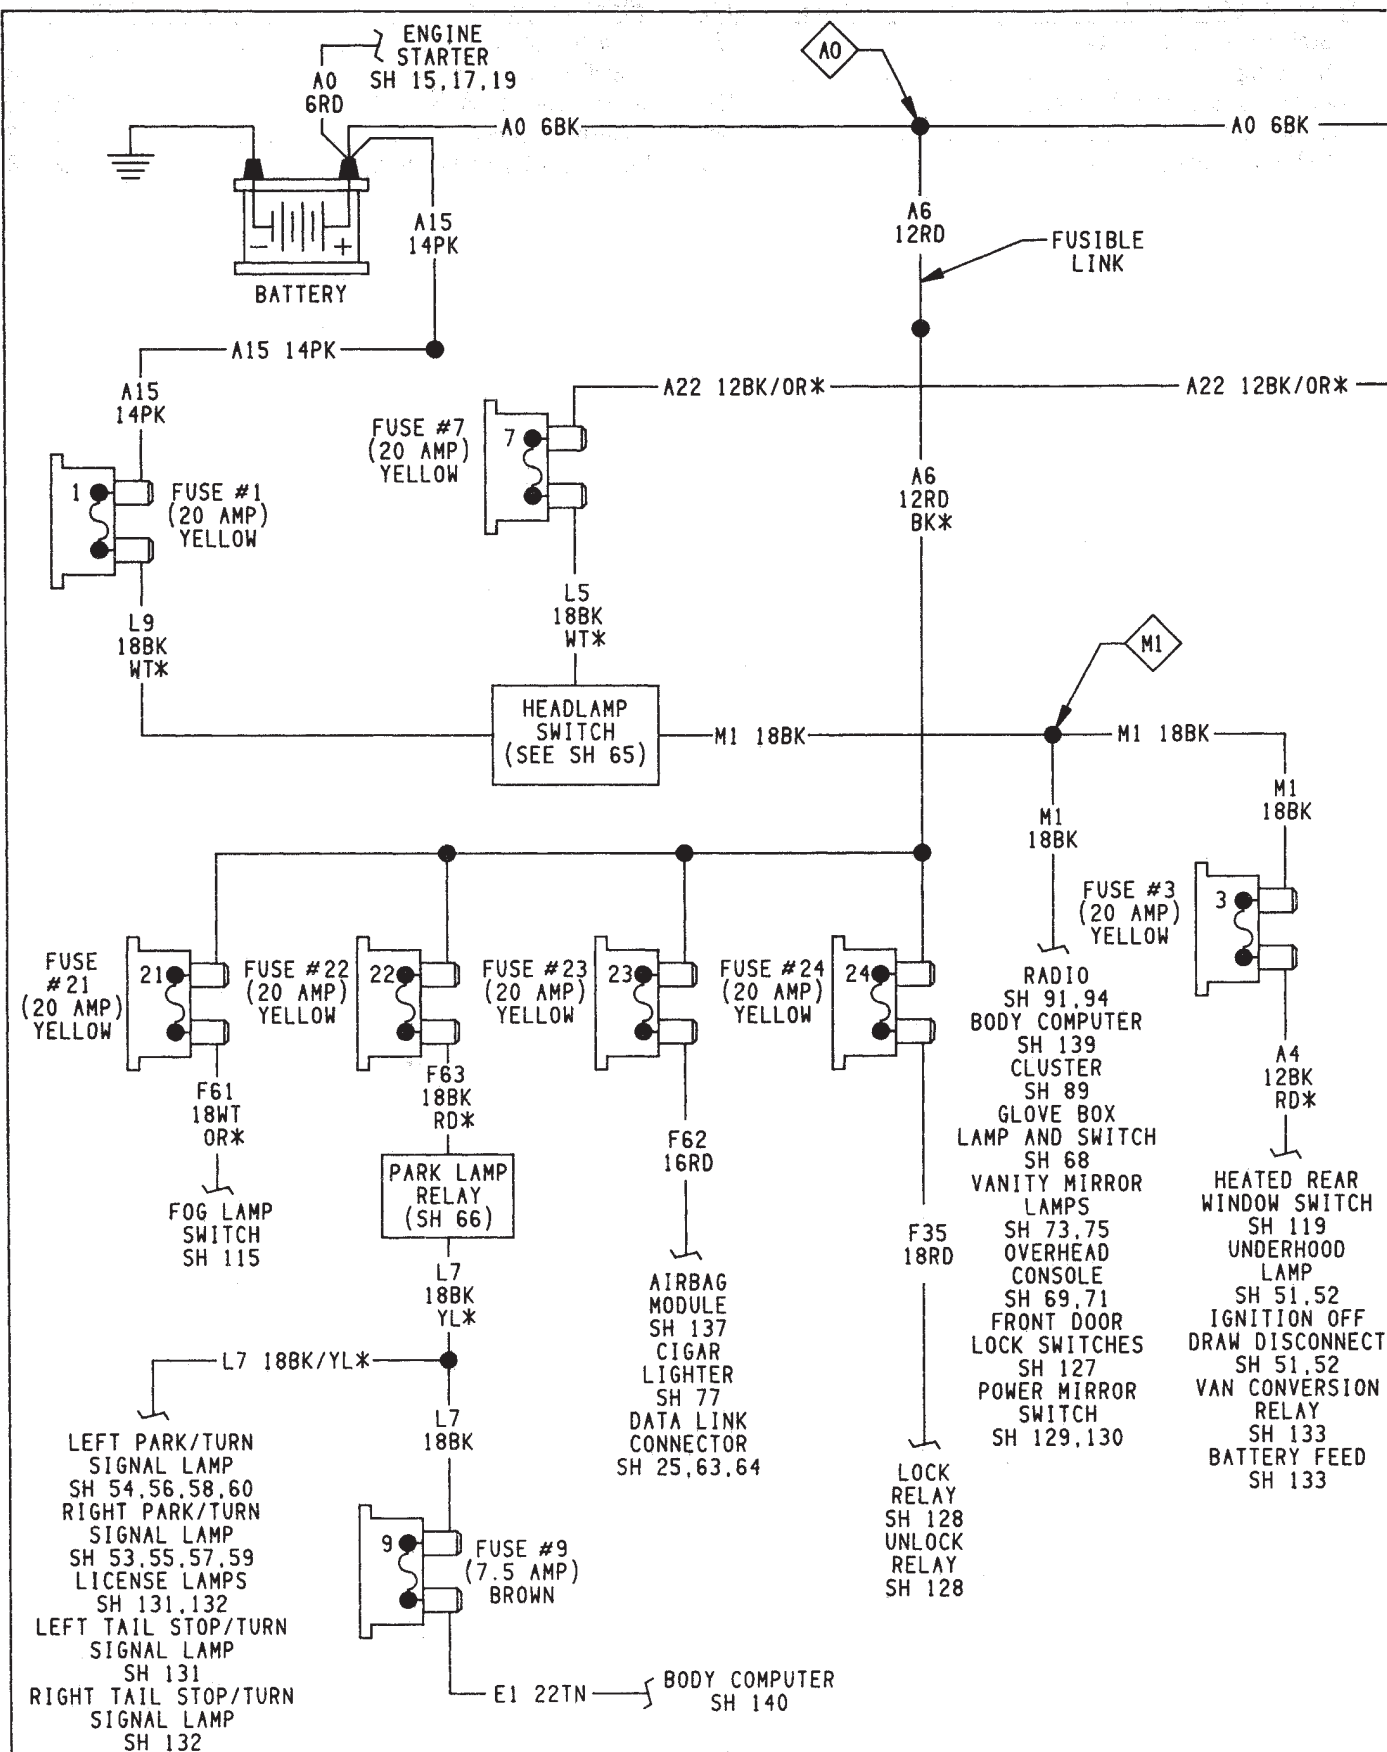 ENGINE
STARTER
SH 15,17,19
A0
6RD
A0 6BK
A0
A0 6BK
A15
14PK
A6
12RD
FUSIBLE
LINK
-
+
BATTERY
A15 14PK
A15
14PK
A22 12BK/OR*
A22 12BK/OR*
FUSE #7
(20 AMP)
YELLOW
7
A6
12RD
BK*
1
FUSE #1
(20 AMP)
YELLOW
L5
18BK
WT*
L9
18BK
WT*
M1
HEADLAMP
SWITCH
(SEE SH 65)
M1 18BK
M1 18BK
M1
18BK
M1
18BK
FUSE #3
(20 AMP)
YELLOW
3
FUSE
#21
(20 AMP)
YELLOW
21
FUSE #22
(20 AMP)
YELLOW
22
FUSE #23
(20 AMP)
YELLOW
23
FUSE #24
(20 AMP)
YELLOW
24
RADIO
SH 91,94
BODY COMPUTER
SH 139
CLUSTER
SH 89
GLOVE BOX
LAMP AND SWITCH
SH 68
VANITY MIRROR
LAMPS
SH 73,75
OVERHEAD
CONSOLE
SH 69,71
FRONT DOOR
LOCK SWITCHES
SH 127
POWER MIRROR
SWITCH
SH 129,130
A4
12BK
RD*
HEATED REAR
WINDOW SWITCH
SH 119
UNDERHOOD
LAMP
SH 51,52
IGNITION OFF
DRAW DISCONNECT
SH 51,52
VAN CONVERSION
RELAY
SH 133
BATTERY FEED
SH 133
F61
18WT
OR*
FOG LAMP
SWITCH
SH 115
F63
18BK
RD*
PARK LAMP
RELAY
(SH 66)
L7
18BK
YL*
F62
16RD
AIRBAG
MODULE
SH 137
CIGAR
LIGHTER
SH 77
DATA LINK
CONNECTOR
SH 25,63,64
F35
18RD
LOCK
RELAY
SH 128
UNLOCK
RELAY
SH 128
L7 18BK/YL*
L7
18BK
LEFT PARK/TURN
SIGNAL LAMP
SH 54,56,58,60
RIGHT PARK/TURN
SIGNAL LAMP
SH 53,55,57,59
LICENSE LAMPS
SH 131,132
LEFT TAIL STOP/TURN
SIGNAL LAMP
SH 131
RIGHT TAIL STOP/TURN
SIGNAL LAMP
SH 132
9
FUSE #9
(7.5 AMP)
BROWN
E1 22TN
BODY COMPUTER
SH 140